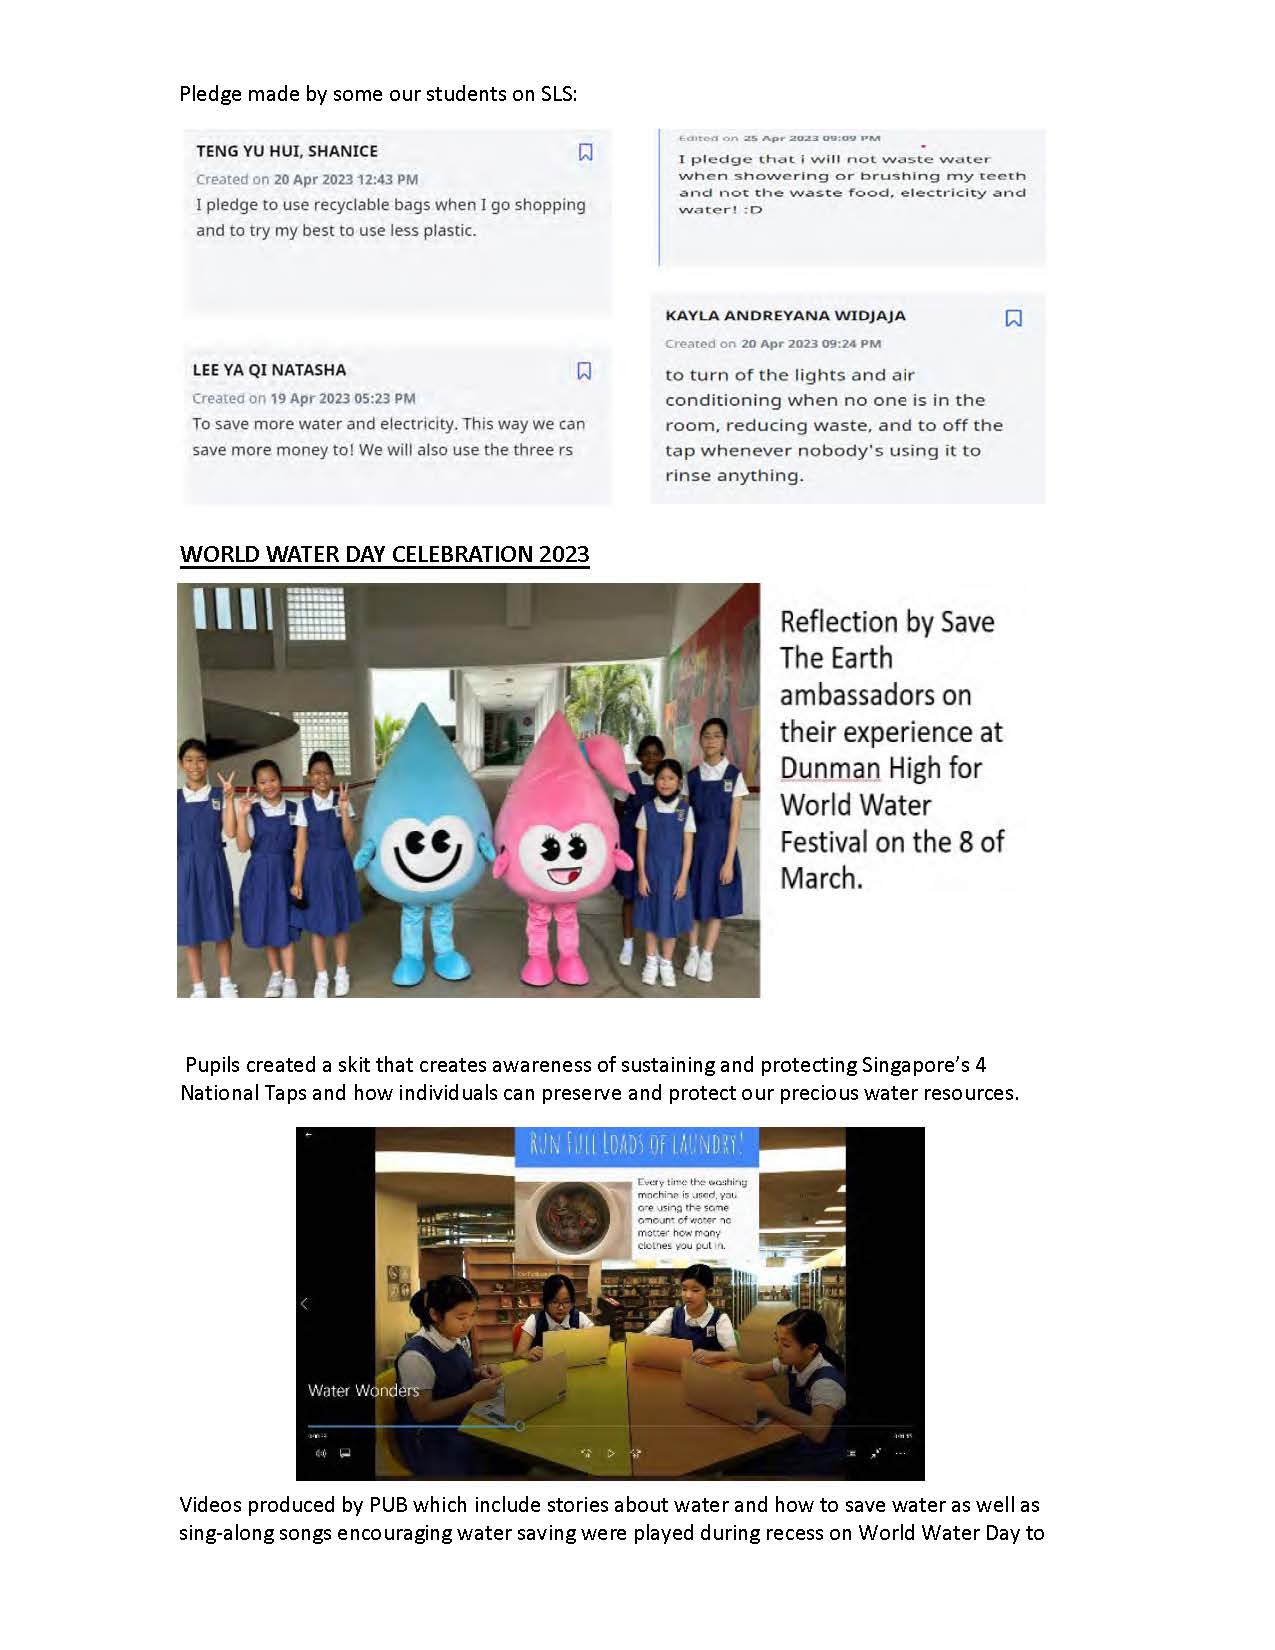 Pledge made by some our students on SLS:
TENG YU HUI, SHANICE
Created on 20 Apr 2023 12:43 PM
I pledge to use recyclable bags when I go shopping
and to try my best to use less plastic.
LEE YA QI NATASHA
Created on 19 Apr 2023 05:23 PM
To save more water and electricity. This way we can
save more money to! We will also use the three rs
Edited on 25 Apr 2023 09:09 PM
I pledge that i will not waste water
when showering or brushing my teeth
and not the waste food, electricity and
water! :D
KAYLA ANDREYANA WIDJAJA
Created on 20 Apr 2023 09:24 PM
to turn of the lights and air
conditioning when no one is in the
room, reducing waste, and to off the
tap whenever nobody's using it to
rinse anything.
WORLD WATER DAY CELEBRATION 2023
Reflection by Save
The Earth
ambassadors on
their experience at
Dunman High for
World Water
Festival on the 8 of
March.
Pupils created a skit that creates awareness of sustaining and protecting Singapore’s 4
National Taps and how individuals can preserve and protect our precious water resources.
RUN FULL LOADS OF LAUNDRY!
Every time the washing
machine is used, you
are using the same
amount of water no
matter how many
clothes you put in.
Water Wonders
Videos produced by PUB which include stories about water and how to save water as well as
sing-along songs encouraging water saving were played during recess on World Water Day to